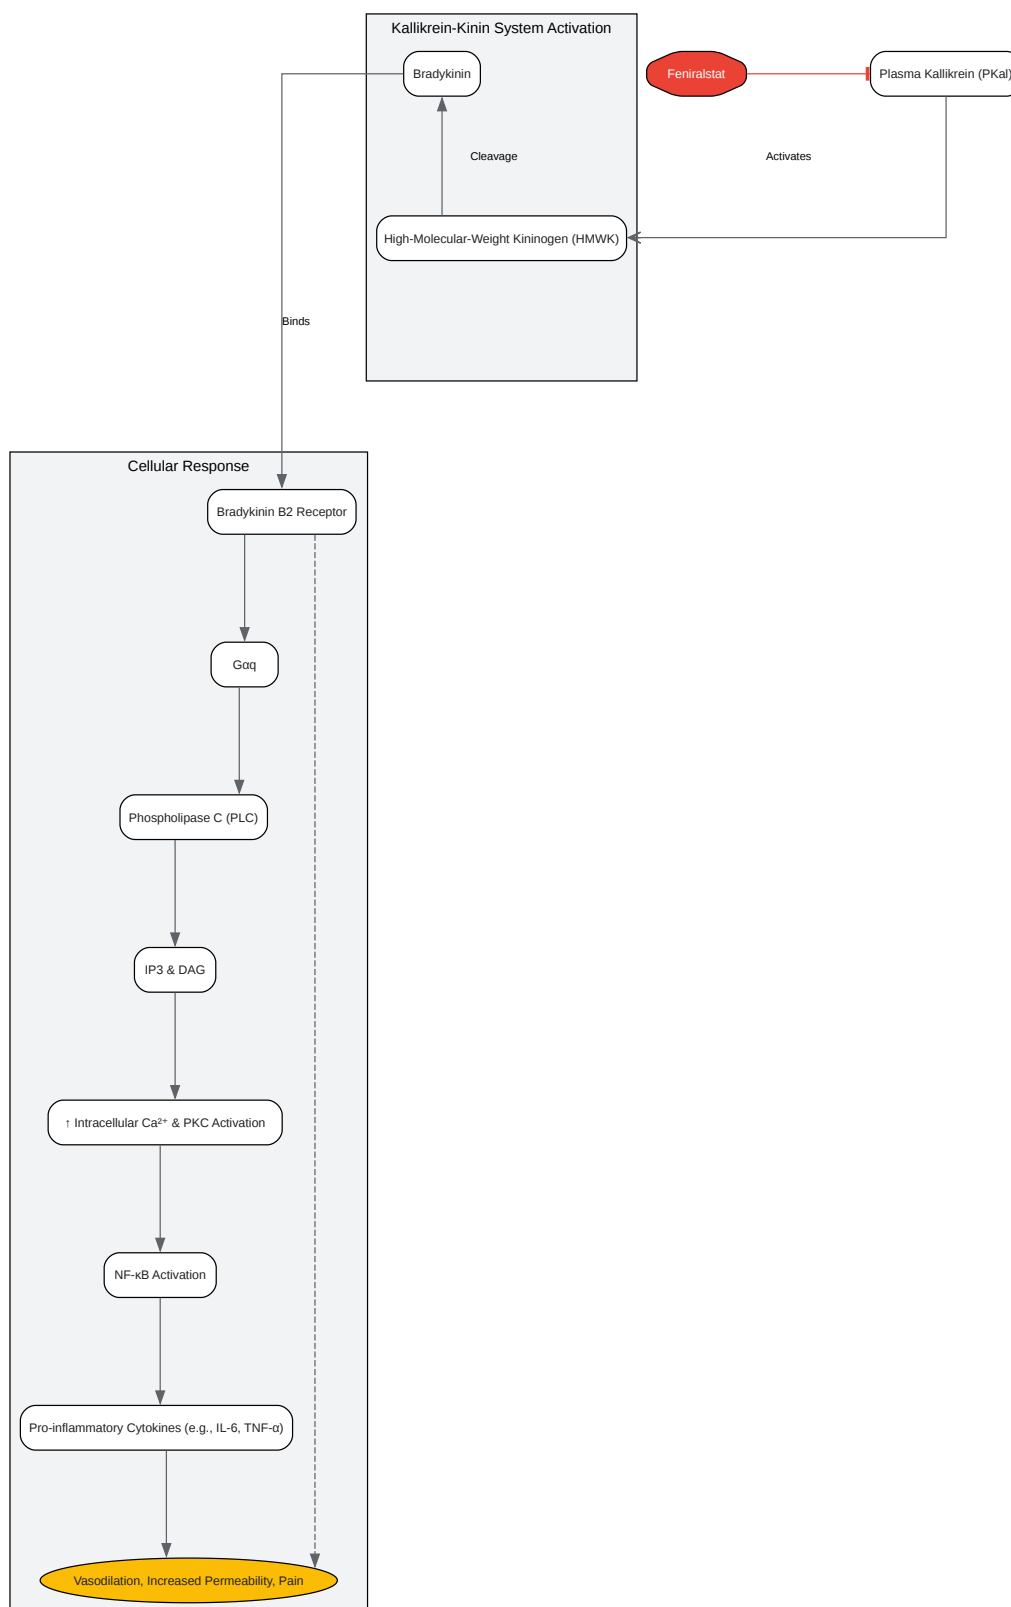 Kallikrein-Kinin System Activation
Bradykinin
Feniralstat
Plasma Kallikrein (PKal)
Cleavage
Activates
High-Molecular-Weight Kininogen (HMWK)
Binds
Cellular Response
Bradykinin B2 Receptor
Gαq
Phospholipase C (PLC)
IP3 & DAG
↑ Intracellular Ca²⁺ & PKC Activation
NF-κB Activation
Pro-inflammatory Cytokines (e.g., IL-6, TNF-α)
Vasodilation, Increased Permeability, Pain